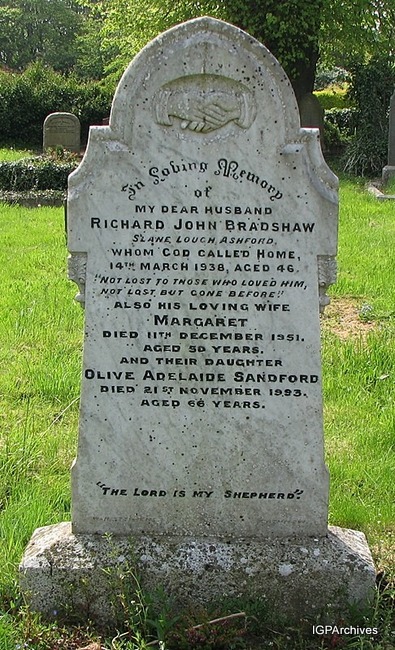 In Loving Memory
of
MY DEAR HUSBAND
RICHARD JOHN BRADSHAW
SLANE LOUGH, ASHFORD,
WHOM GOD CALLED HOME,
14TH MARCH 1938, AGED 46.
"NOT LOST TO THOSE WHO LOVED HIM,
NOT LOST BUT GONE BEFORE"
ALSO HIS LOVING WIFE
MARGARET
DIED 11TH DECEMBER 1951.
AGED 50 YEARS.
AND THEIR DAUGHTER
OLIVE ADELAIDE SANDFORD
DIED 21ST NOVEMBER 1993.
AGED 66 YEARS.
"THE LORD IS MY SHEPHERD".
IGPArchives